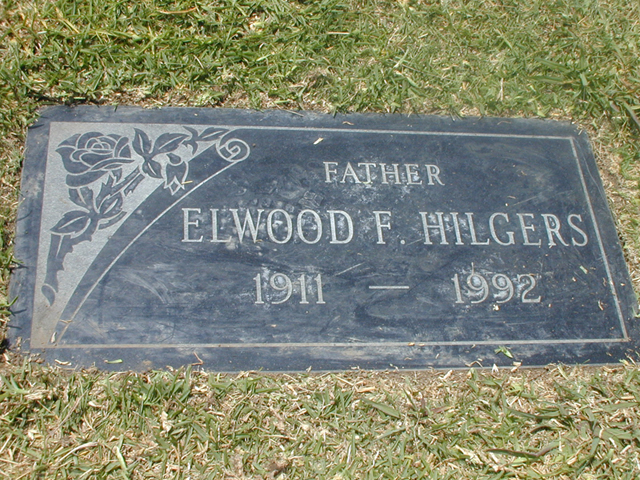 FATHER
ELWOOD F. HILGERS
1911 — 1992